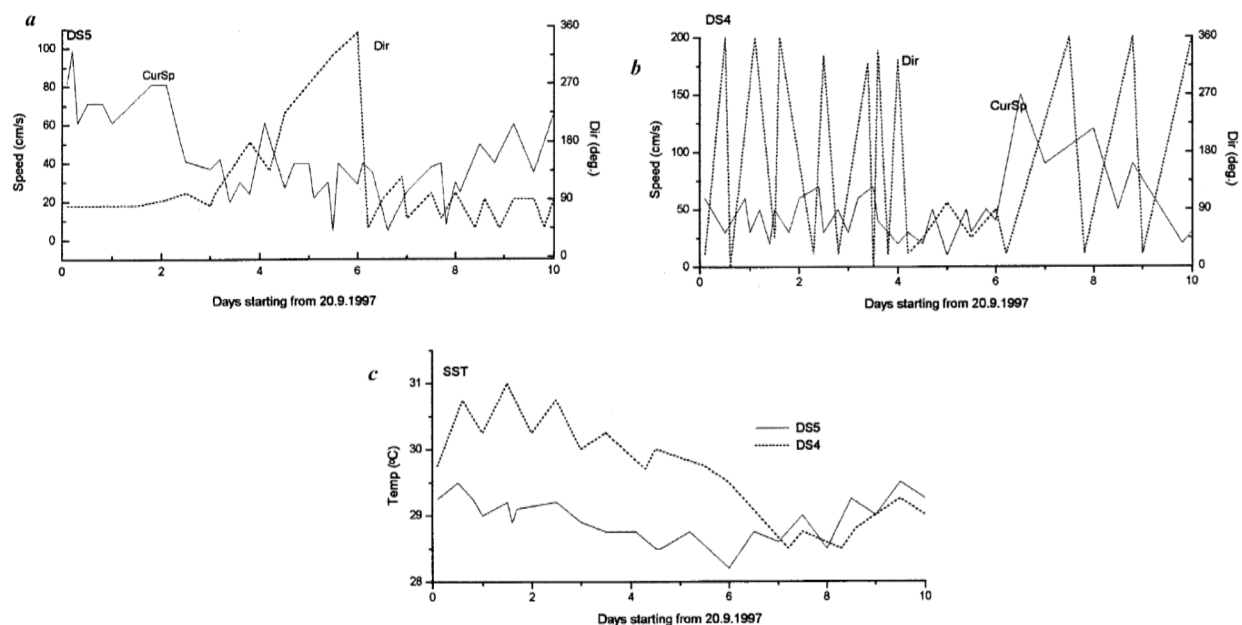 a
DS5
CurSp
Dir
100
80
60
40
20
0
Speed (cm/s)
360
270
180
90
0
Dir (deg.)
0 2 4 6 8 10
Days starting from 20.9.1997
b
DS4
Dir
CurSp
200
150
100
50
0
Speed (cm/s)
360
270
180
90
0
Dir (deg.)
0 2 4 6 8 10
Days starting from 20.9.1997
c
SST
DS5
DS4
31
30
29
28
Temp (ºC)
0 2 4 6 8 10
Days starting from 20.9.1997